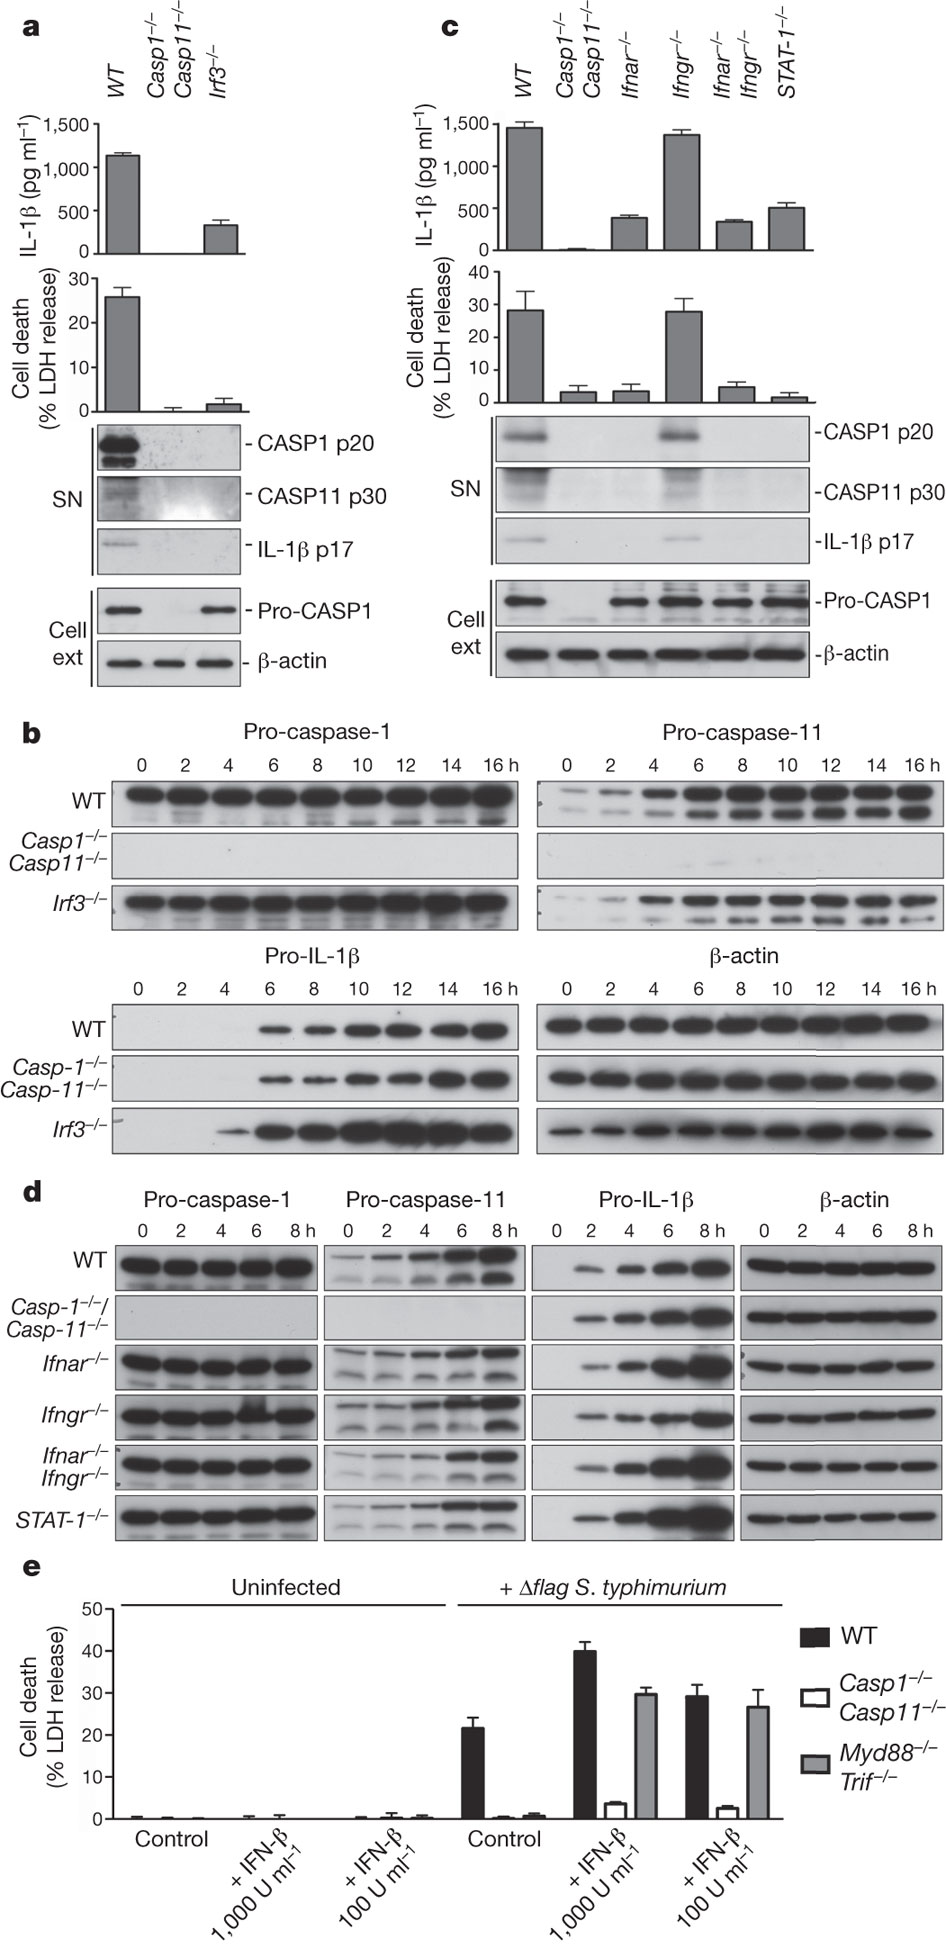 a
WT
Casp1–/–
Casp11–/–
Irf3–/–
IL-1β (pg ml–1)
1,500
1,000
500
0
Cell death
(% LDH release)
30
20
10
0
SN
CASP1 p20
CASP11 p30
IL-1β p17
Cell
ext
Pro-CASP1
β-actin
c
WT
Casp1–/–
Casp11–/–
Ifnar–/–
Ifngr–/–
Ifnar–/–
Ifngr–/–
STAT-1–/–
IL-1β (pg ml–1)
1,500
1,000
500
0
Cell death
(% LDH release)
40
30
20
10
0
SN
CASP1 p20
CASP11 p30
IL-1β p17
Cell
ext
Pro-CASP1
β-actin
b
Pro-caspase-1
0 2 4 6 8 10 12 14 16 h
WT
Casp1–/–
Casp11–/–
Irf3–/–
Pro-caspase-11
0 2 4 6 8 10 12 14 16 h
Pro-IL-1β
0 2 4 6 8 10 12 14 16 h
WT
Casp-1–/–
Casp-11–/–
Irf3–/–
β-actin
0 2 4 6 8 10 12 14 16 h
d
Pro-caspase-1 Pro-caspase-11 Pro-IL-1β β-actin
0 2 4 6 8 h 0 2 4 6 8 h 0 2 4 6 8 h 0 2 4 6 8 h
WT
Casp-1–/–/
Casp-11–/–
Ifnar–/–
Ifngr–/–
Ifnar–/–
Ifngr–/–
STAT-1–/–
e
Uninfected
+ Δflag S. typhimurium
Cell death
(% LDH release)
50
40
30
20
10
0
Control
+ IFN-β
1,000 U ml–1
+ IFN-β
100 U ml–1
Control
+ IFN-β
1,000 U ml–1
+ IFN-β
100 U ml–1
WT
Casp1–/–
Casp11–/–
Myd88–/–
Trif–/–